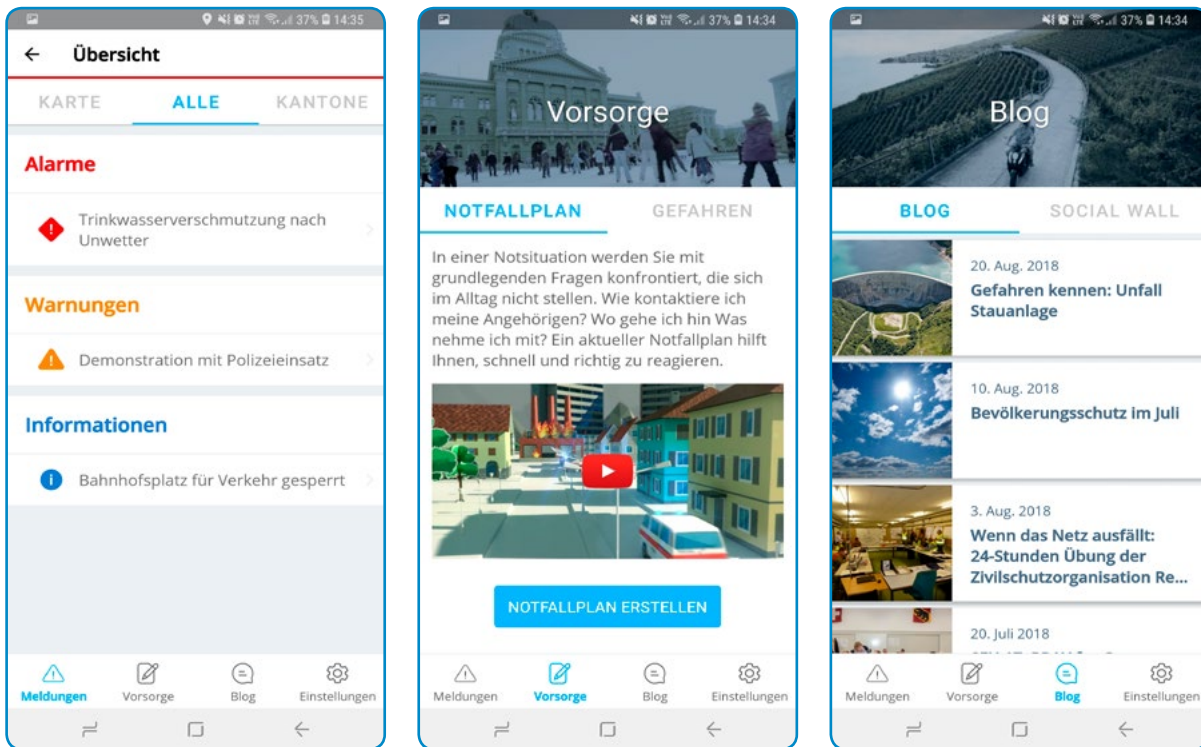 37% 14:35
Übersicht
KARTE ALLE KANTONE
Alarme
Trinkwasserverschmutzung nach
Unwetter
Warnungen
Demonstration mit Polizeieinsatz
Informationen
Bahnhofsplatz für Verkehr gesperrt
Meldungen Vorsorge Blog Einstellungen
37% 14:34
Vorsorge
NOTFALLPLAN GEFAHREN
In einer Notsituation werden Sie mit
grundlegenden Fragen konfrontiert, die sich
im Alltag nicht stellen. Wie kontaktiere ich
meine Angehörigen? Wo gehe ich hin Was
nehme ich mit? Ein aktueller Notfallplan hilft
Ihnen, schnell und richtig zu reagieren.
NOTFALLPLAN ERSTELLEN
Meldungen Vorsorge Blog Einstellungen
37% 14:34
Blog
BLOG SOCIAL WALL
20. Aug. 2018
Gefahren kennen: Unfall
Stauanlage
10. Aug. 2018
Bevölkerungsschutz im Juli
3. Aug. 2018
Wenn das Netz ausfällt:
24-Stunden Übung der
Zivilschutzorganisation Re...
20. Juli 2018
Meldungen Vorsorge Blog Einstellungen